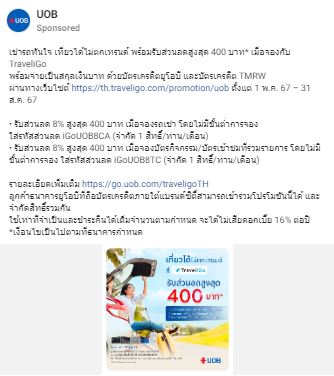 UOB
Sponsored
เช่ารถทันใจ เที่ยวได้ไม่ตกเทรนด์ พร้อมรับส่วนลดสูงสุด 400 บาท* เมื่อจองกับ
TraveliGo
พร้อมจ่ายเป็นสกุลเงินบาท ด้วยบัตรเครดิตยูโอบี และบัตรเครดิต TMRW
ผ่านทางเว็บไซต์ https://th.traveligo.com/promotion/uob ตั้งแต่ 1 พ.ค. 67 – 31
ส.ค. 67
• รับส่วนลด 8% สูงสุด 400 บาท เมื่อจองรถเช่า โดยไม่มีขั้นต่ำการจอง
ใส่รหัสส่วนลด iGoUOB8CA (จำกัด 1 สิทธิ์/ท่าน/เดือน)
• รับส่วนลด 8% สูงสุด 400 บาท เมื่อจองบัตรกิจกรรม/บัตรเข้าชมที่รวมรายการ โดยไม่มี
ขั้นต่ำการจอง ใส่รหัสส่วนลด iGoUOB8TC (จำกัด 1 สิทธิ์/ท่าน/เดือน)
รายละเอียดเพิ่มเติม https://go.uob.com/traveligoTH
ลูกค้าธนาคารยูโอบีที่ถือบัตรเครดิตภายใต้แบรนด์ซิตี้สามารถเข้าร่วมโปรโมชันนี้ได้ และ
จำกัดสิทธิ์รวมกัน
ใช้เท่าที่จำเป็นและชำระคืนได้เต็มจำนวนตามกำหนด จะได้ไม่เสียดอกเบี้ย 16% ต่อปี
*เงื่อนไขเป็นไปตามที่ธนาคารกำหนด
เที่ยวได้ไม่ตกเทรนด์
TraveliGo
รับส่วนลดสูงสุด
400 บาท*
UOB